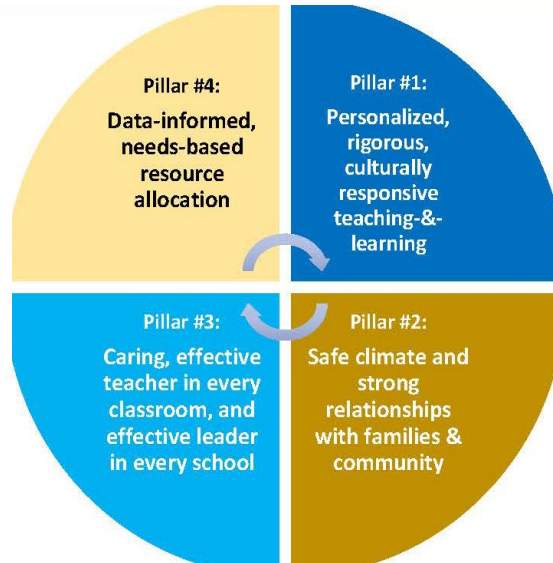 Pillar #4:
Data-informed,
needs-based
resource
allocation
Pillar #1:
Personalized,
rigorous,
culturally
responsive
teaching-&-
learning
Pillar #3:
Caring, effective
teacher in every
classroom, and
effective leader
in every school
Pillar #2:
Safe climate and
strong
relationships
with families &
community